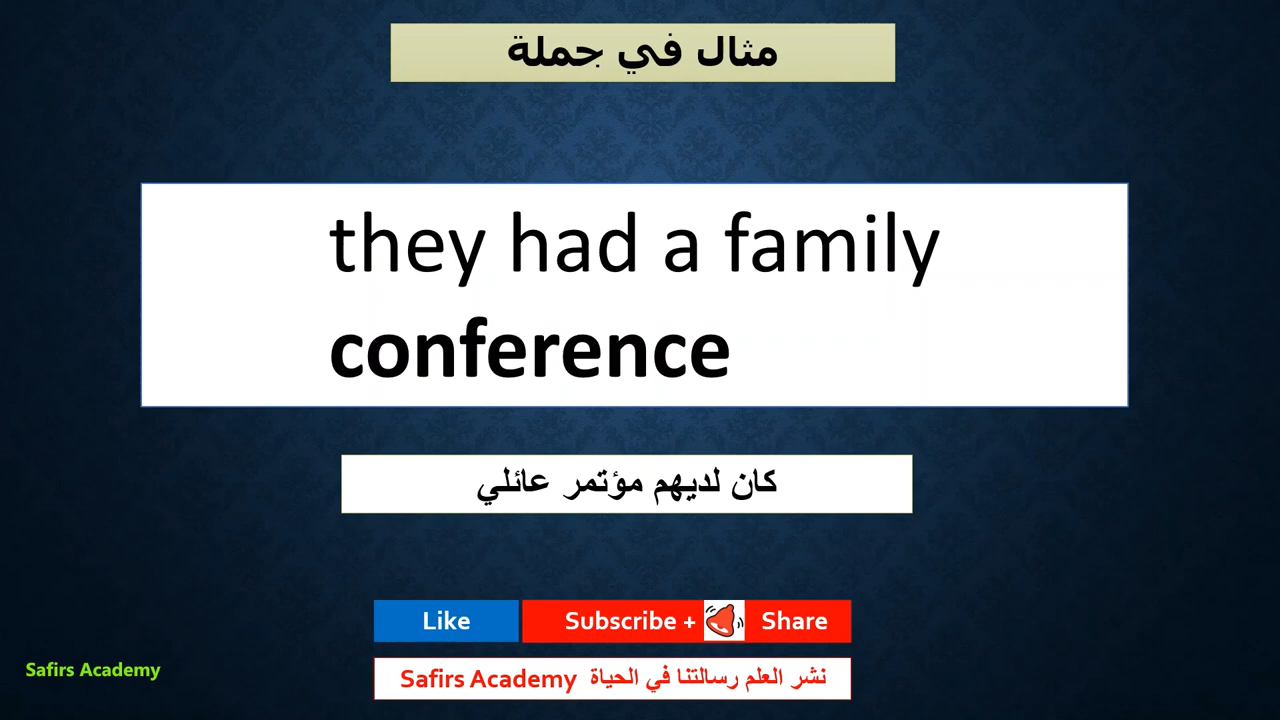 مثال في جملة
they had a family
conference
كان لديهم مؤتمر عائلي
Like Subscribe + Share
Safirs Academy
Safirs Academy نشر العلم رسالتنا في الحياة